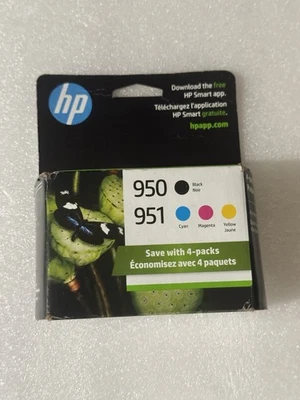 hp
Download the free
HP Smart app.
Téléchargez l'application
HP Smart gratuite.
hpapp.com
950
Black
Noir
951
Cyan
Magenta
Yellow
Jaune
Save with 4-packs
Économisez avec 4 paquets